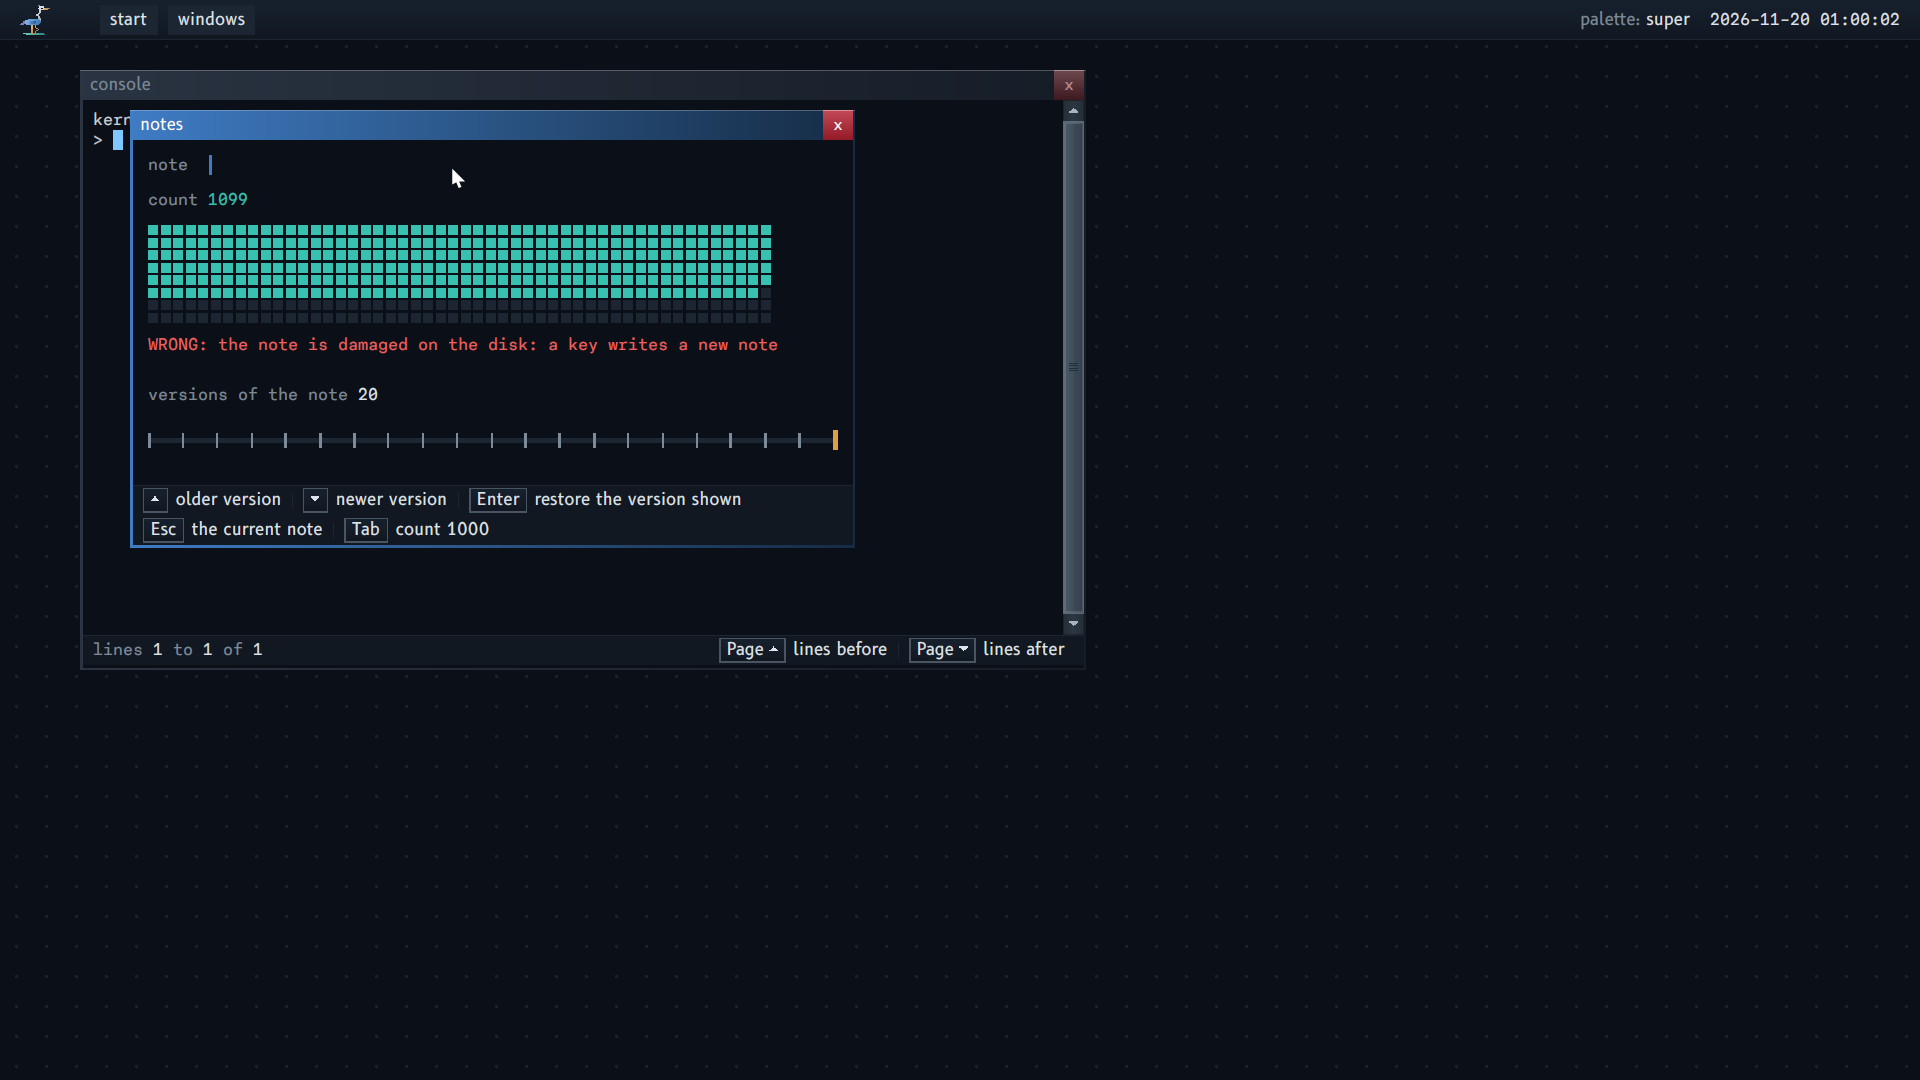 start windows palette: super 2026-11-20 01:00:02
console x
kern
>
notes x
note
count 1099
WRONG: the note is damaged on the disk: a key writes a new note
versions of the note 20
older version newer version Enter restore the version shown
Esc the current note Tab count 1000
lines 1 to 1 of 1 Page lines before Page lines after